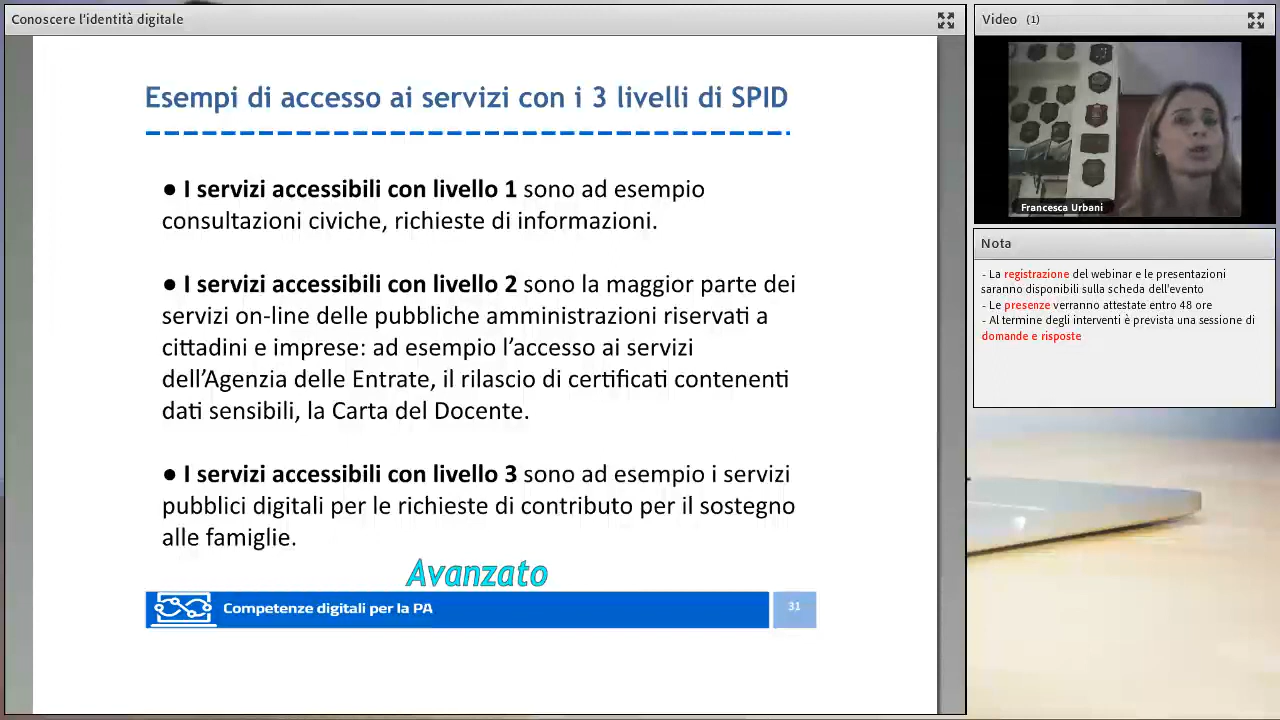 Conoscere l'identità digitale
Esempi di accesso ai servizi con i 3 livelli di SPID
● I servizi accessibili con livello 1 sono ad esempio
consultazioni civiche, richieste di informazioni.
● I servizi accessibili con livello 2 sono la maggior parte dei
servizi on-line delle pubbliche amministrazioni riservati a
cittadini e imprese: ad esempio l’accesso ai servizi
dell’Agenzia delle Entrate, il rilascio di certificati contenenti
dati sensibili, la Carta del Docente.
● I servizi accessibili con livello 3 sono ad esempio i servizi
pubblici digitali per le richieste di contributo per il sostegno
alle famiglie.
Avanzato
Competenze digitali per la PA
31
Video (1)
Francesca Urbani
Nota
- La registrazione del webinar e le presentazioni
saranno disponibili sulla scheda dell'evento
- Le presenze verranno attestate entro 48 ore
- Al termine degli interventi è prevista una sessione di
domande e risposte